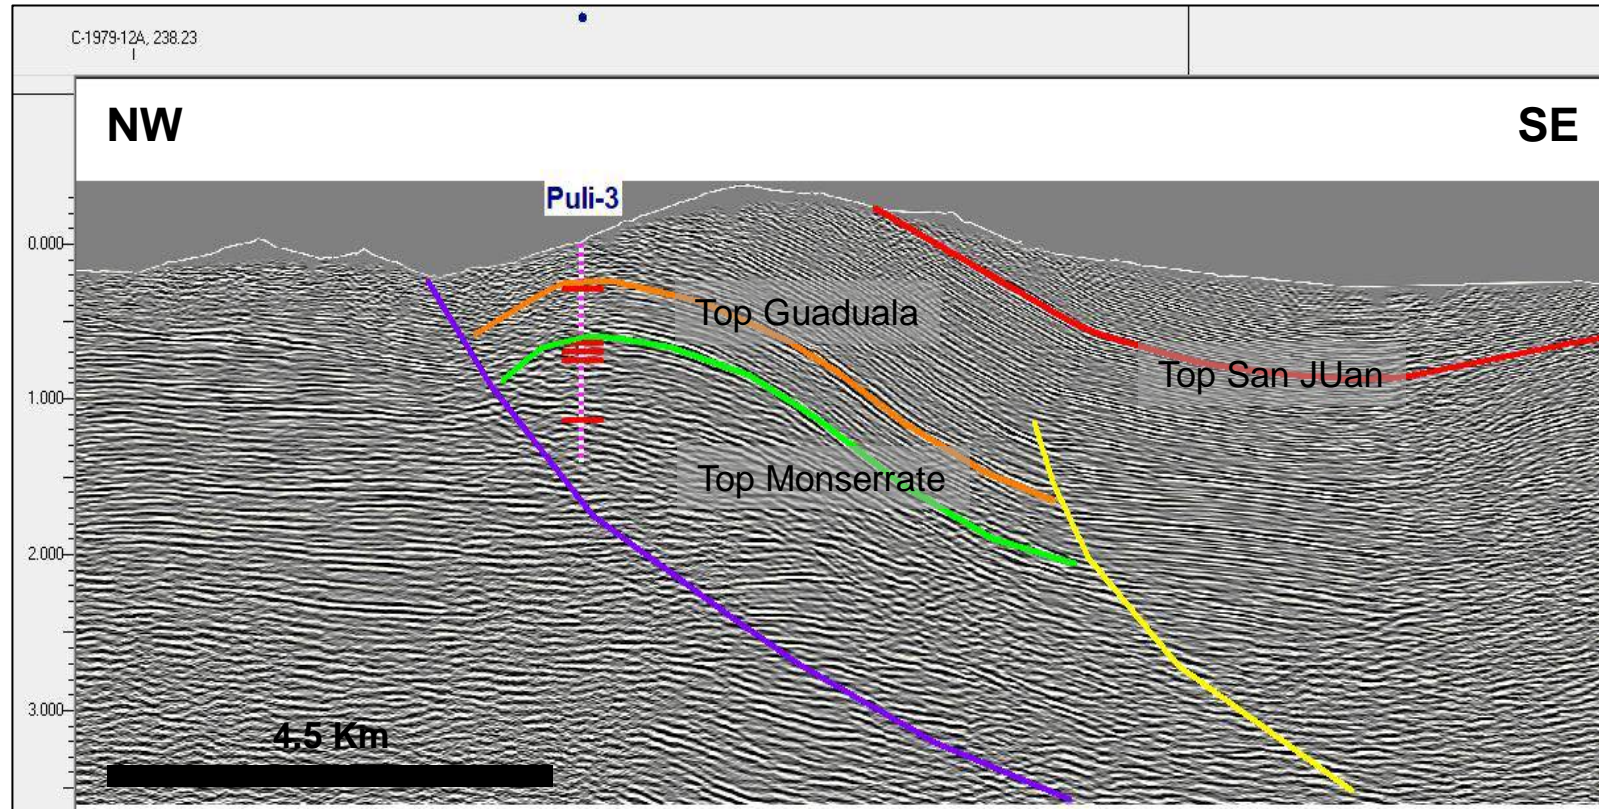 C-1979-12A, 238.23
NW
SE
Puli-3
0.000
Top Guaduala
Top San JUan
1.000
Top Monserrate
2.000
3.000
4.5 Km